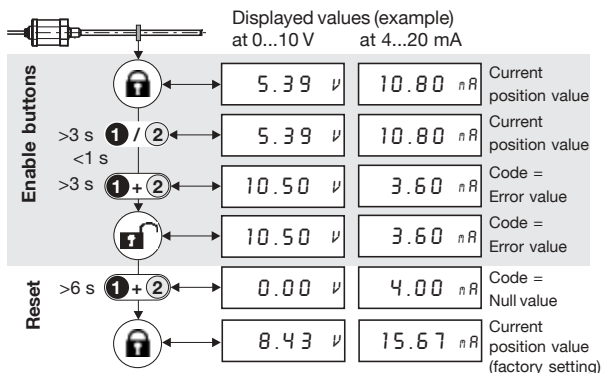 Displayed values (example)
at 0...10 V at 4...20 mA
Enable buttons
5.39 V 10.80 mA Current
position value
>3 s 1 / 2 5.39 V 10.80 mA Current
position value
<1 s
>3 s 1 + 2 10.50 V 3.60 mA Code =
Error value
10.50 V 3.60 mA Code =
Error value
Reset
>6 s 1 + 2 0.00 V 4.00 mA Code =
Null value
8.43 V 15.67 mA Current
position value
(factory setting)